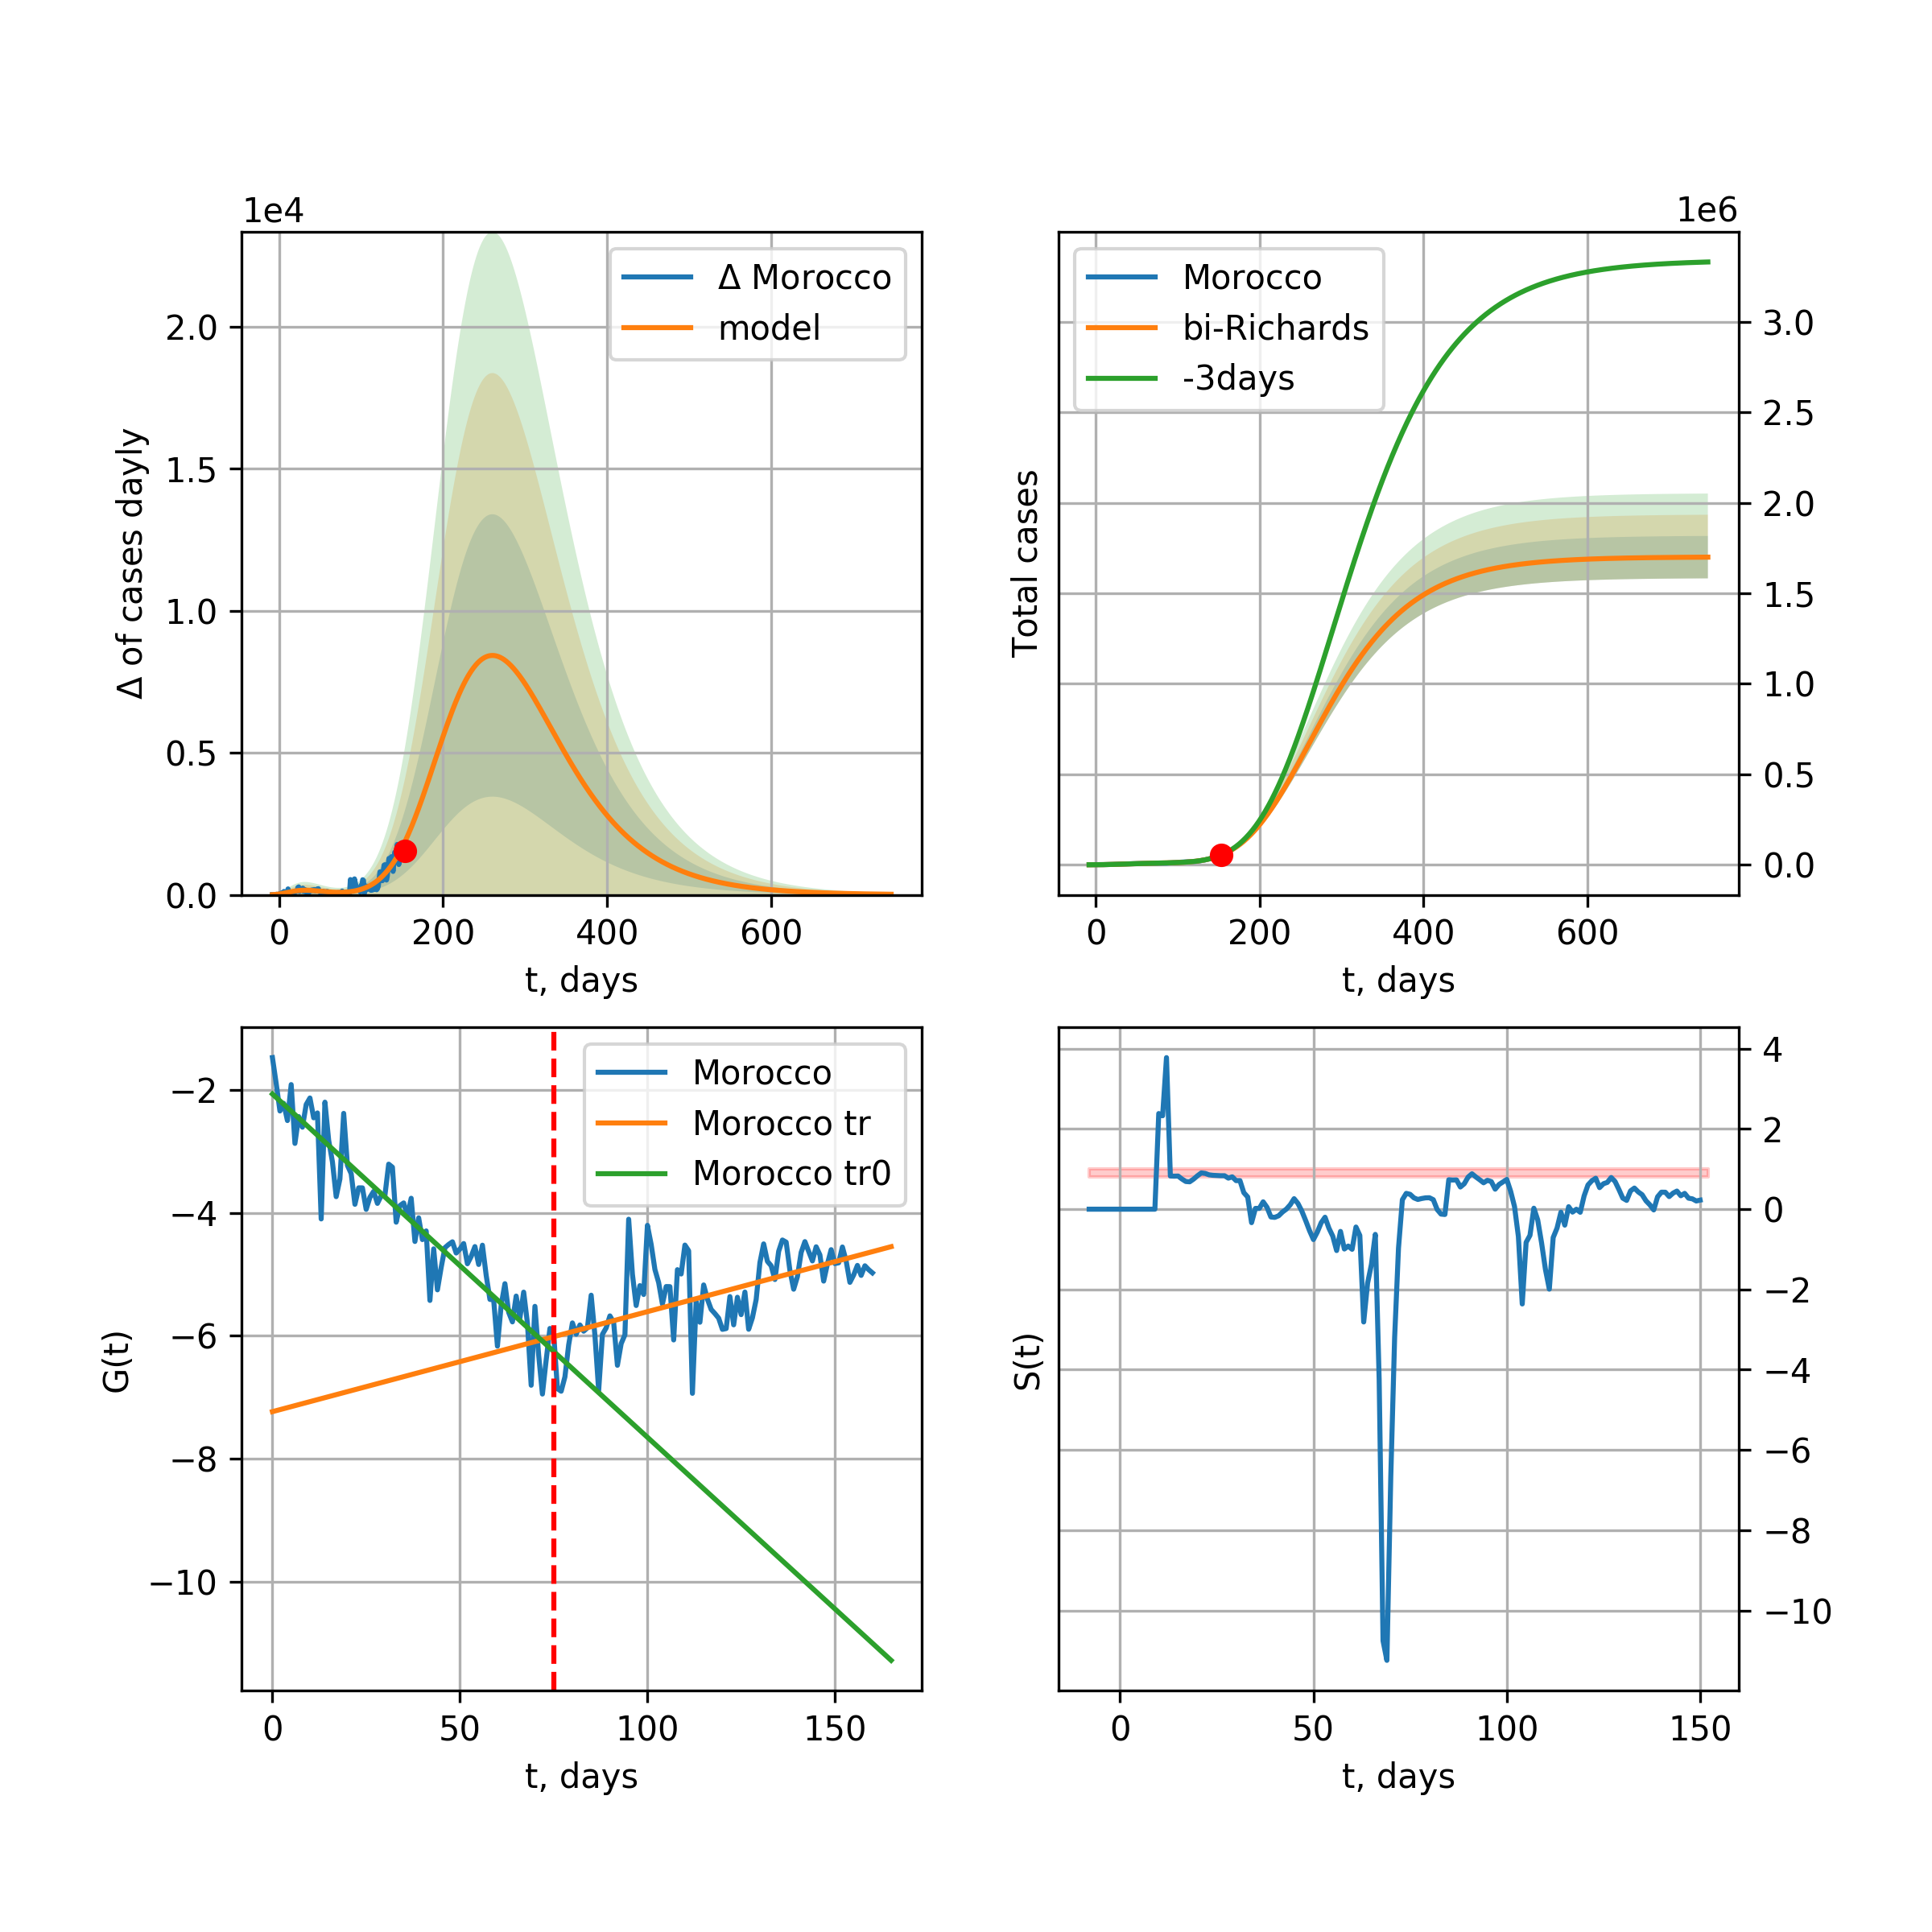 1e4
Δ Morocco
model
2.0
1.5
1.0
0.5
0.0
Δ of cases dayly
0 200 400 600
t, days
1e6
Morocco
bi-Richards
-3days
3.0
2.5
2.0
1.5
1.0
0.5
0.0
Total cases
0 200 400 600
t, days
Morocco
Morocco tr
Morocco tr0
−2
−4
−6
−8
−10
G(t)
0 50 100 150
t, days
4
2
0
−2
−4
−6
−8
−10
S(t)
0 50 100 150
t, days